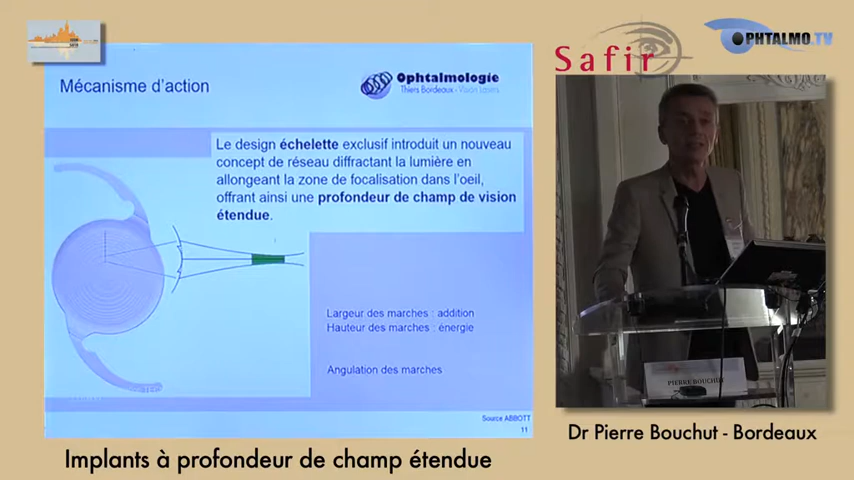 Safir
OPHTALMO.TV
Mécanisme d'action
Ophtalmologie
Thiers Bordeaux - Vision Lasers
Le design échelette exclusif introduit un nouveau
concept de réseau diffractant la lumière en
allongeant la zone de focalisation dans l'oeil,
offrant ainsi une profondeur de champ de vision
étendue.
Largeur des marches : addition
Hauteur des marches : énergie
Angulation des marches
Source ABBOTT
11
PIERRE BOUCHUT
Dr Pierre Bouchut - Bordeaux
Implants à profondeur de champ étendue